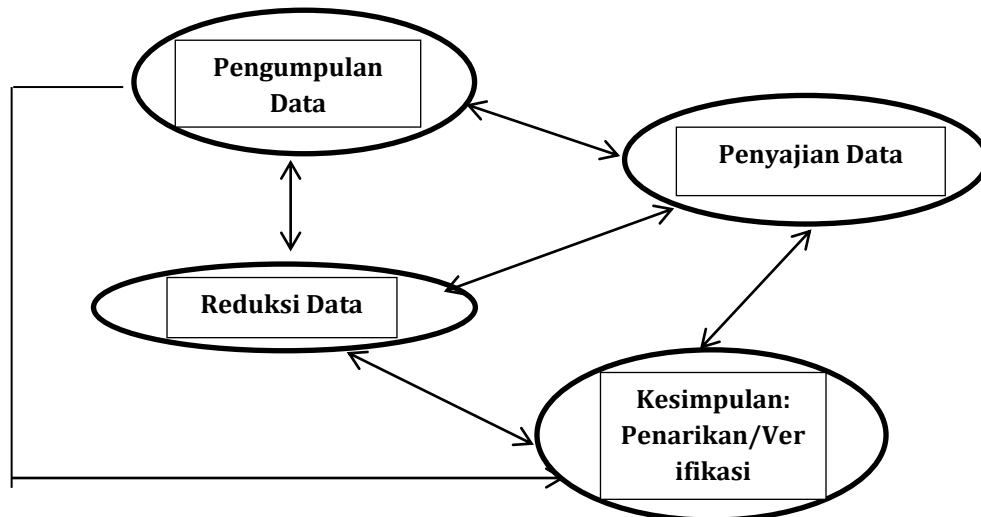 Pengumpulan
Data
Penyajian Data
Reduksi Data
Kesimpulan:
Penarikan/Ver
ifikasi